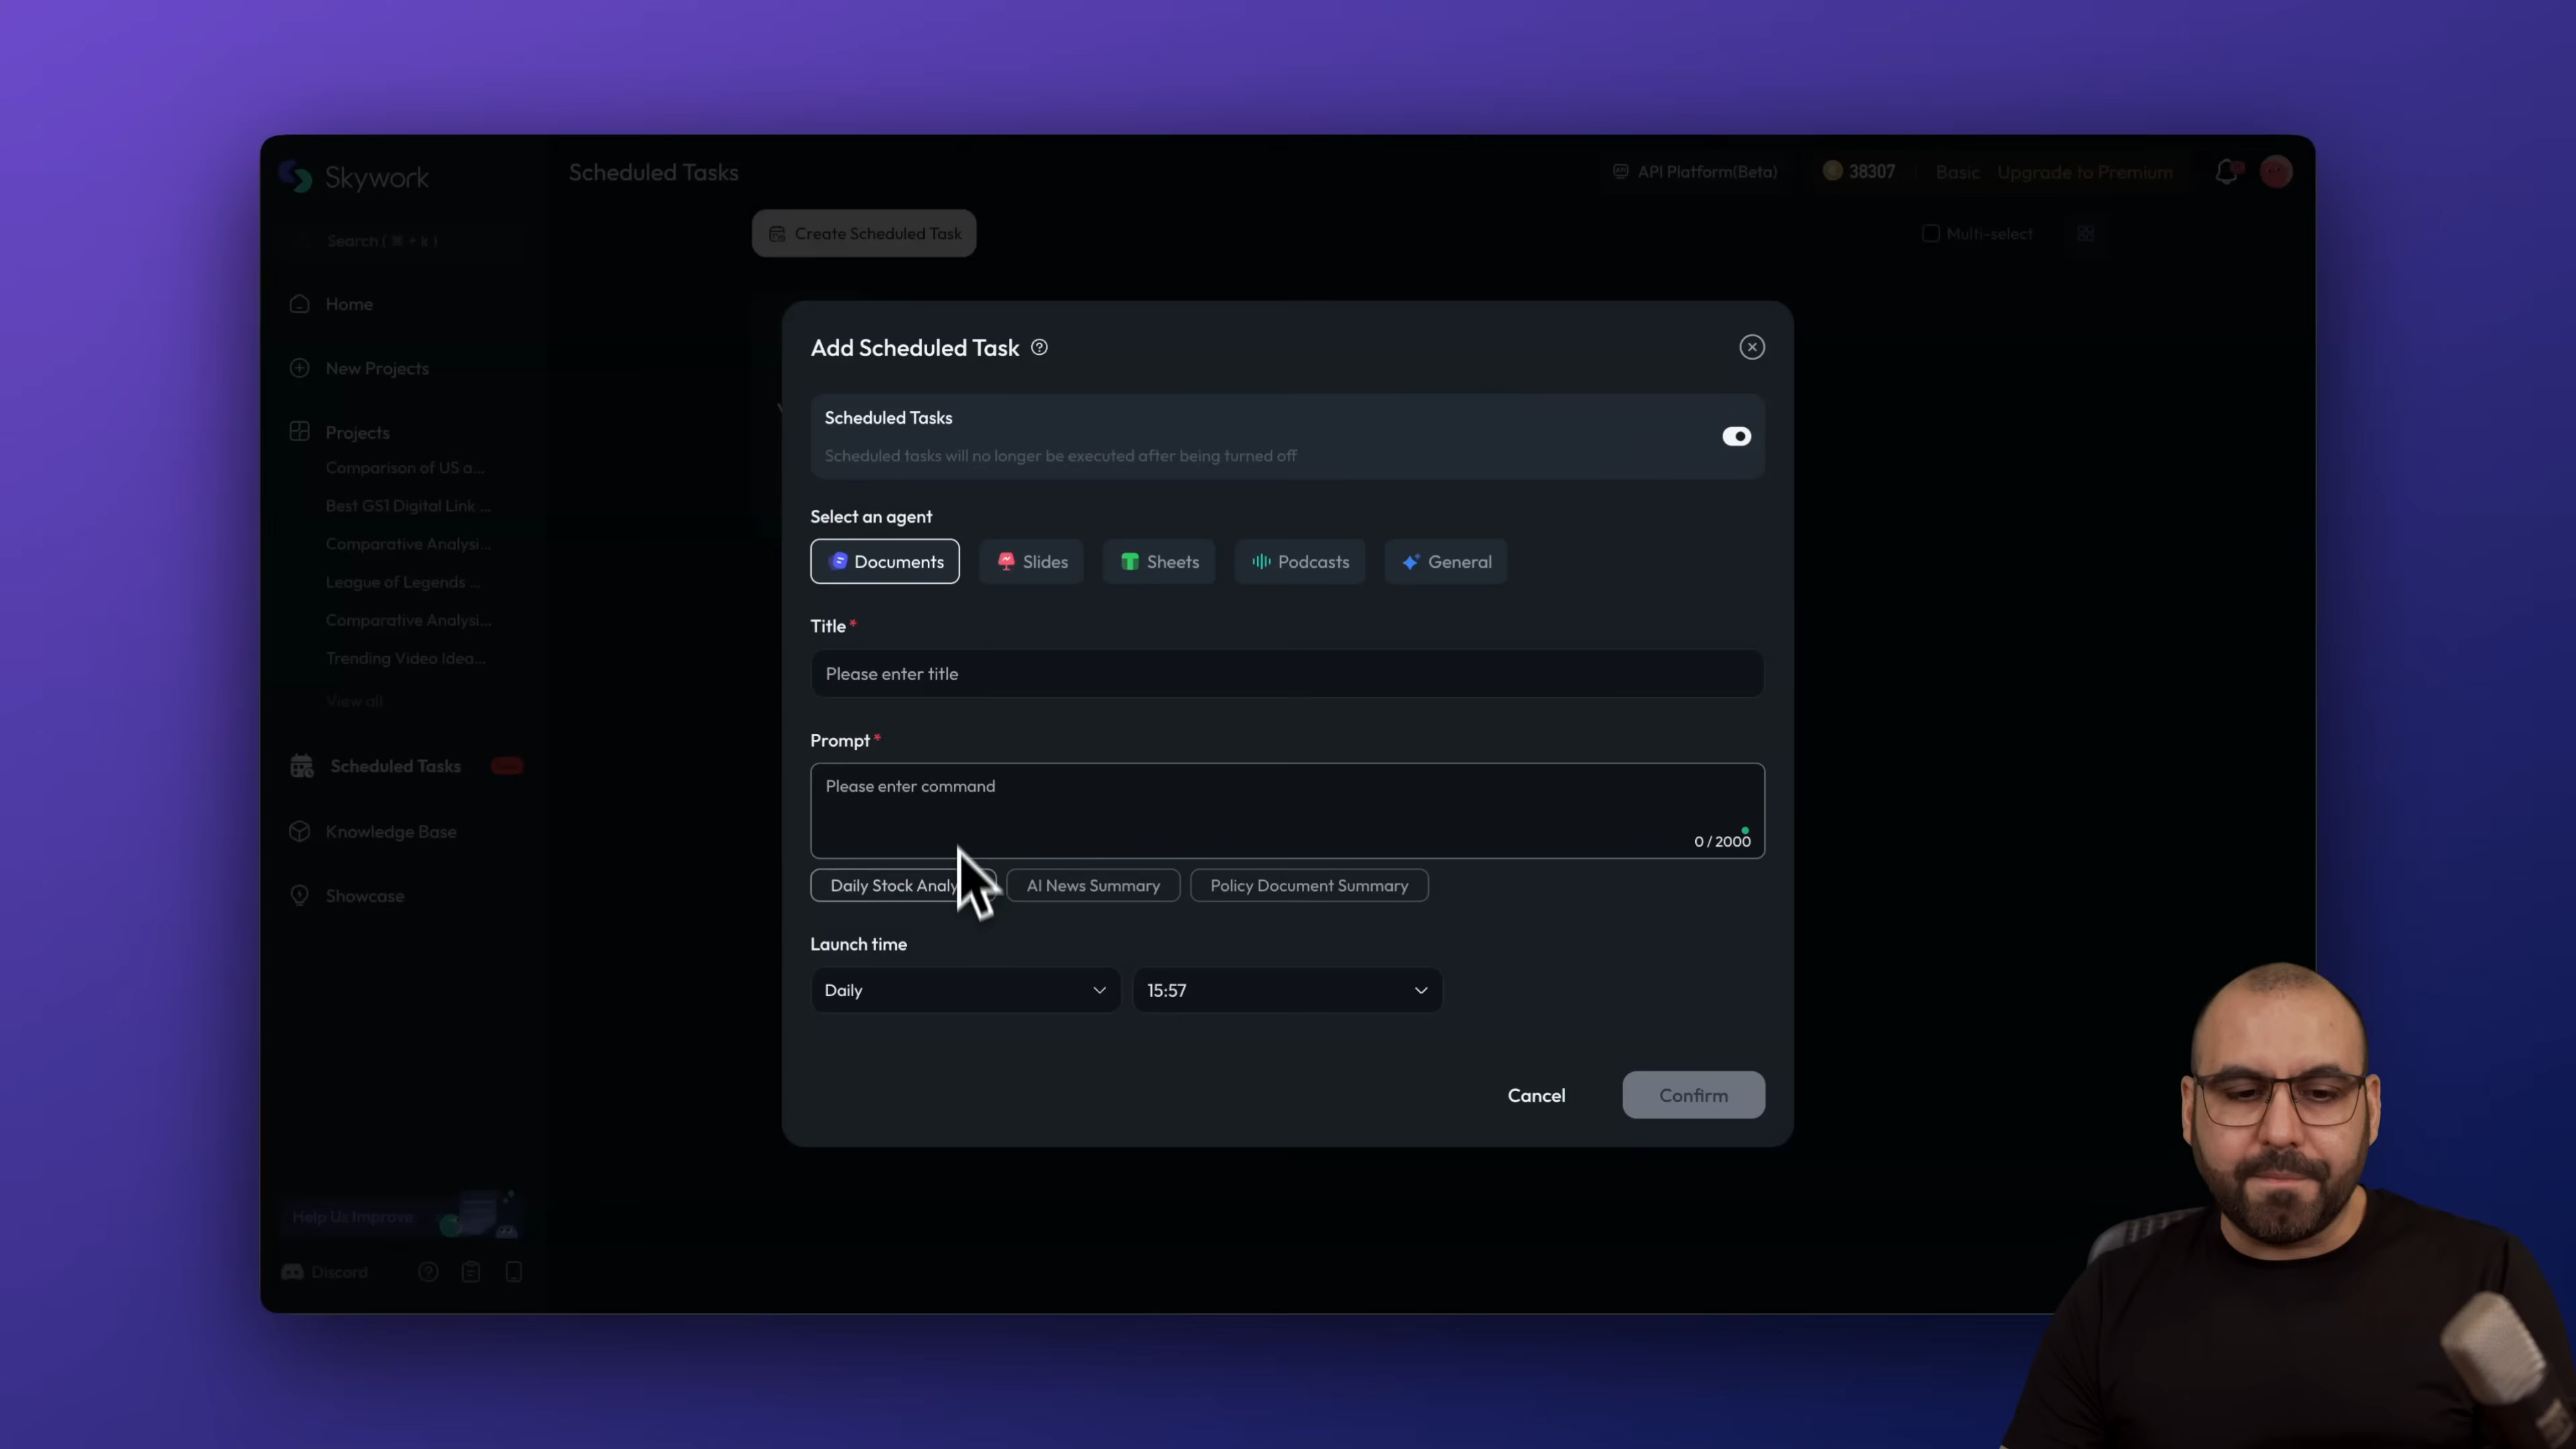 Skywork
Scheduled Tasks
API Platform(Beta)
38307
Basic
Upgrade to Premium
Search ( ⌘ + k )
Create Scheduled Task
Multi-select
Home
New Projects
Projects
Comparison of US a...
Best GS1 Digital Link ...
Comparative Analysi...
League of Legends ...
Comparative Analysi...
Trending Video Idea...
View all
Scheduled Tasks
Knowledge Base
Showcase
Help Us Improve
Discord
Add Scheduled Task
Scheduled Tasks
Scheduled tasks will no longer be executed after being turned off
Select an agent
Documents
Slides
Sheets
Podcasts
General
Title*
Please enter title
Prompt*
Please enter command
0 / 2000
Daily Stock Analy
AI News Summary
Policy Document Summary
Launch time
Daily
15:57
Cancel
Confirm